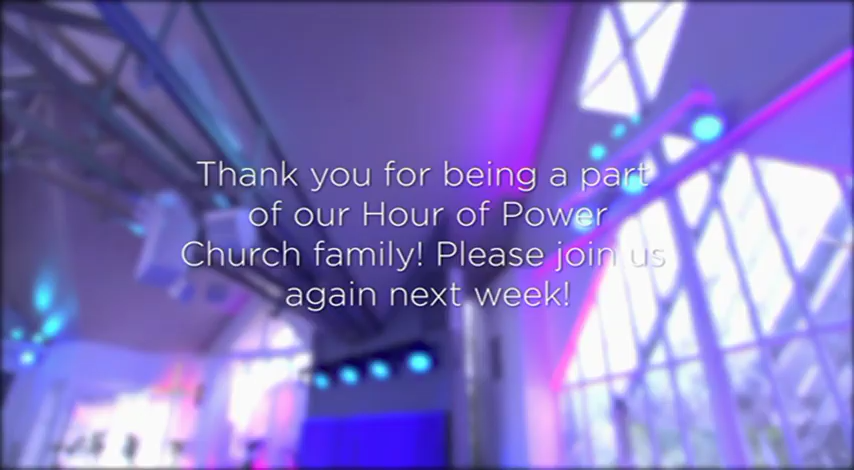 Thank you for being a part
of our Hour of Power
Church family! Please join us
again next week!